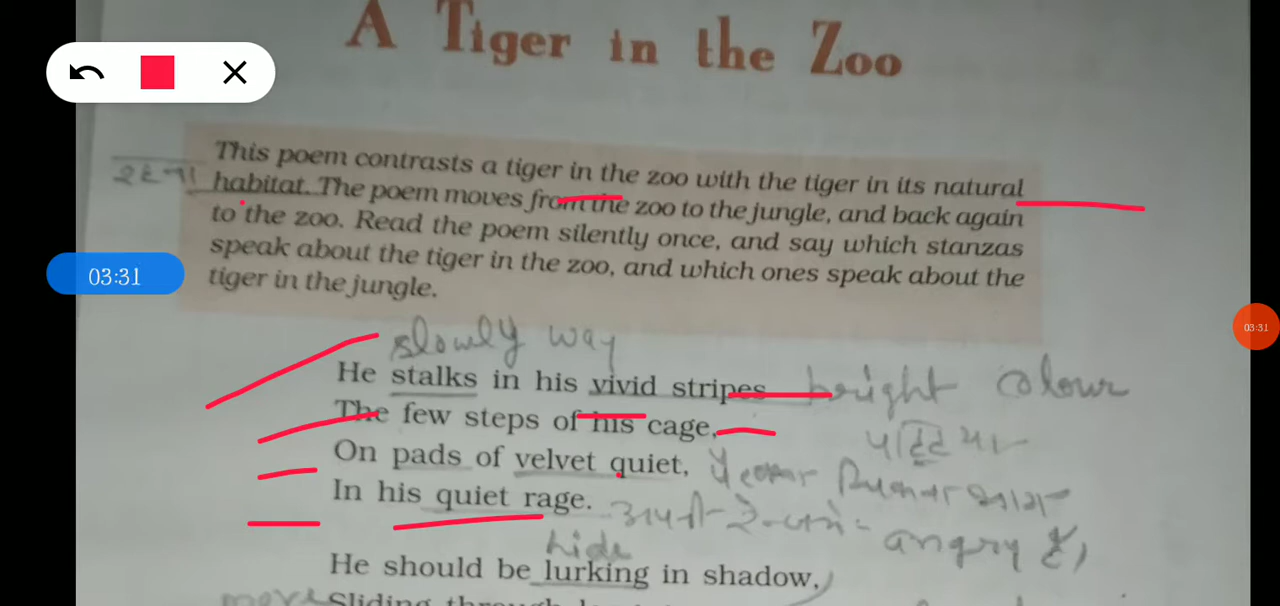 A Tiger in the Zoo
This poem contrasts a tiger in the zoo with the tiger in its natural
habitat. The poem moves from the zoo to the jungle, and back again
to the zoo. Read the poem silently once, and say which stanzas
speak about the tiger in the zoo, and which ones speak about the
tiger in the jungle.
03:31
03:31
slowly way
He stalks in his vivid stripes bright colour
The few steps of his cage,
On pads of velvet quiet,
In his quiet rage.
angry है,
hide
He should be lurking in shadow,
move Sliding through